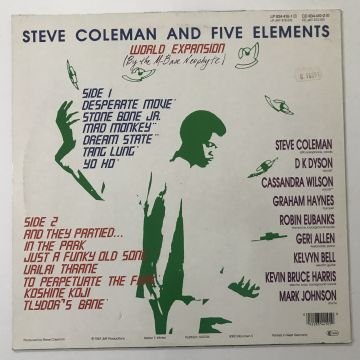 STEVE COLEMAN AND FIVE ELEMENTS
WORLD EXPANSION
(By the M-Base Neophyte)
SIDE 1
DESPERATE MOVE
STONE BONE JR.
MAD MONKEY
DREAM STATE
TANG LUNG
YO HO
STEVE COLEMAN
D K DYSON
CASSANDRA WILSON
GRAHAM HAYNES
ROBIN EUBANKS
GERI ALLEN
KELVYN BELL
KEVIN BRUCE HARRIS
MARK JOHNSON
SIDE 2
AND THEY PARTIED...
IN THE PARK
JUST A FUNKY OLD SONG
URILAI THRANE
TO PERPETUATE THE FUNK
KOSHINE KOJI
TLYDOR'S BANE